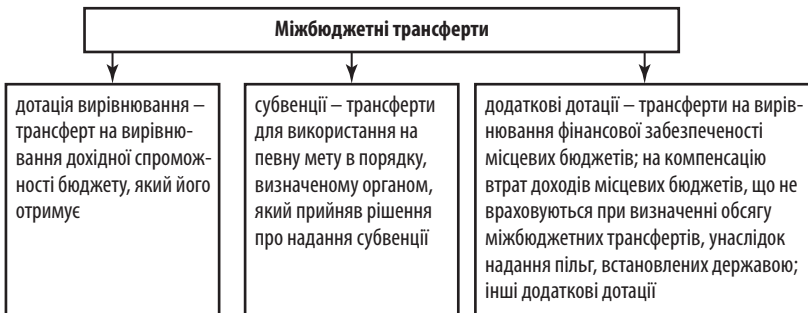 Міжбюджетні трансферти
дотація вирівнювання –
трансферт на вирівню-
вання дохідної спромож-
ності бюджету, який його
отримує
субвенції – трансферти
для використання на
певну мету в порядку,
визначеному органом,
який прийняв рішення
про надання субвенції
додаткові дотації – трансферти на вирів-
нювання фінансової забезпеченості
місцевих бюджетів; на компенсацію
втрат доходів місцевих бюджетів, що не
враховуються при визначенні обсягу
міжбюджетних трансфертів, унаслідок
надання пільг, встановлених державою;
інші додаткові дотації